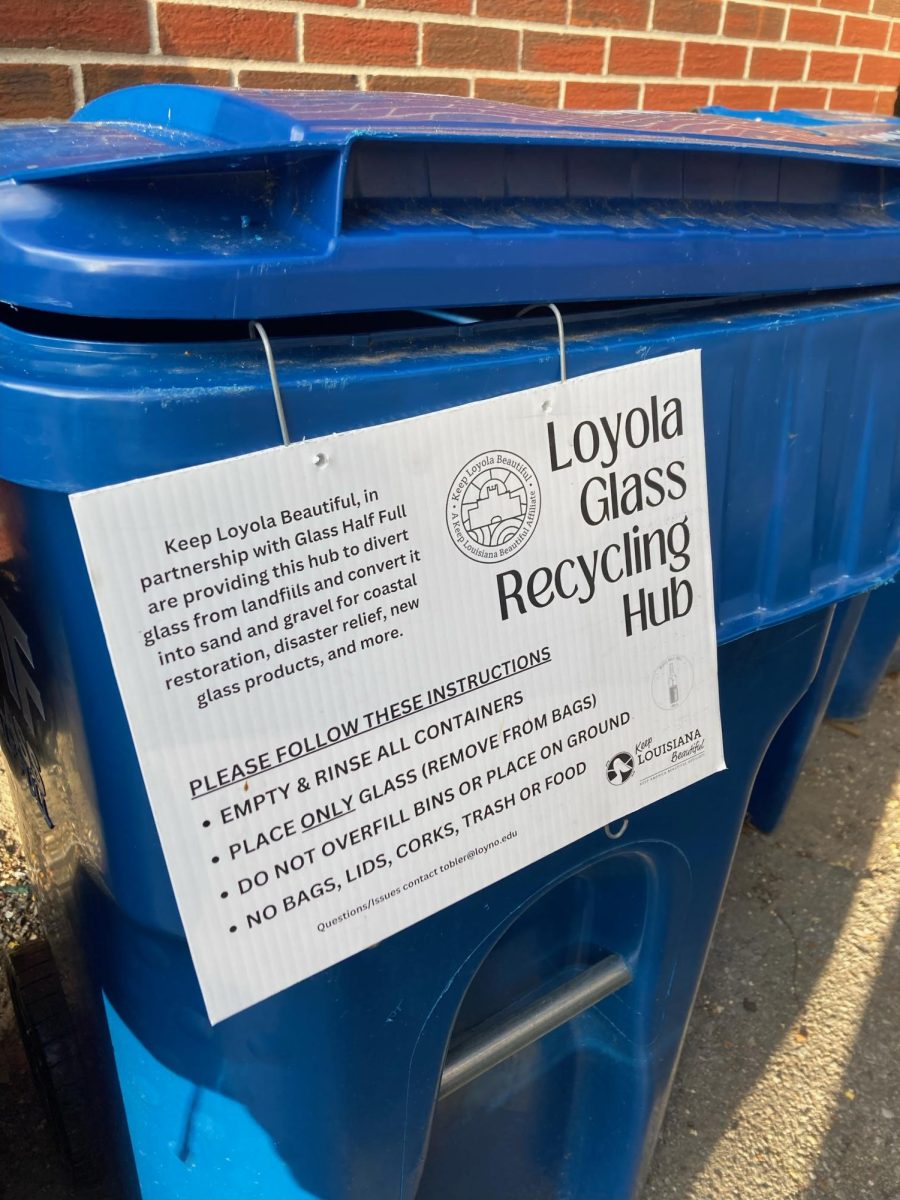 Loyola
Glass
Recycling
Hub
Keep Loyola Beautiful
A Keep Louisiana Beautiful Affiliate
Keep Loyola Beautiful, in
partnership with Glass Half Full
are providing this hub to divert
glass from landfills and convert it
into sand and gravel for coastal
restoration, disaster relief, new
glass products, and more.
PLEASE FOLLOW THESE INSTRUCTIONS
• EMPTY & RINSE ALL CONTAINERS
• PLACE ONLY GLASS (REMOVE FROM BAGS)
• DO NOT OVERFILL BINS OR PLACE ON GROUND
• NO BAGS, LIDS, CORKS, TRASH OR FOOD
Questions/Issues contact tobler@loyno.edu
Keep
LOUISIANA
Beautiful